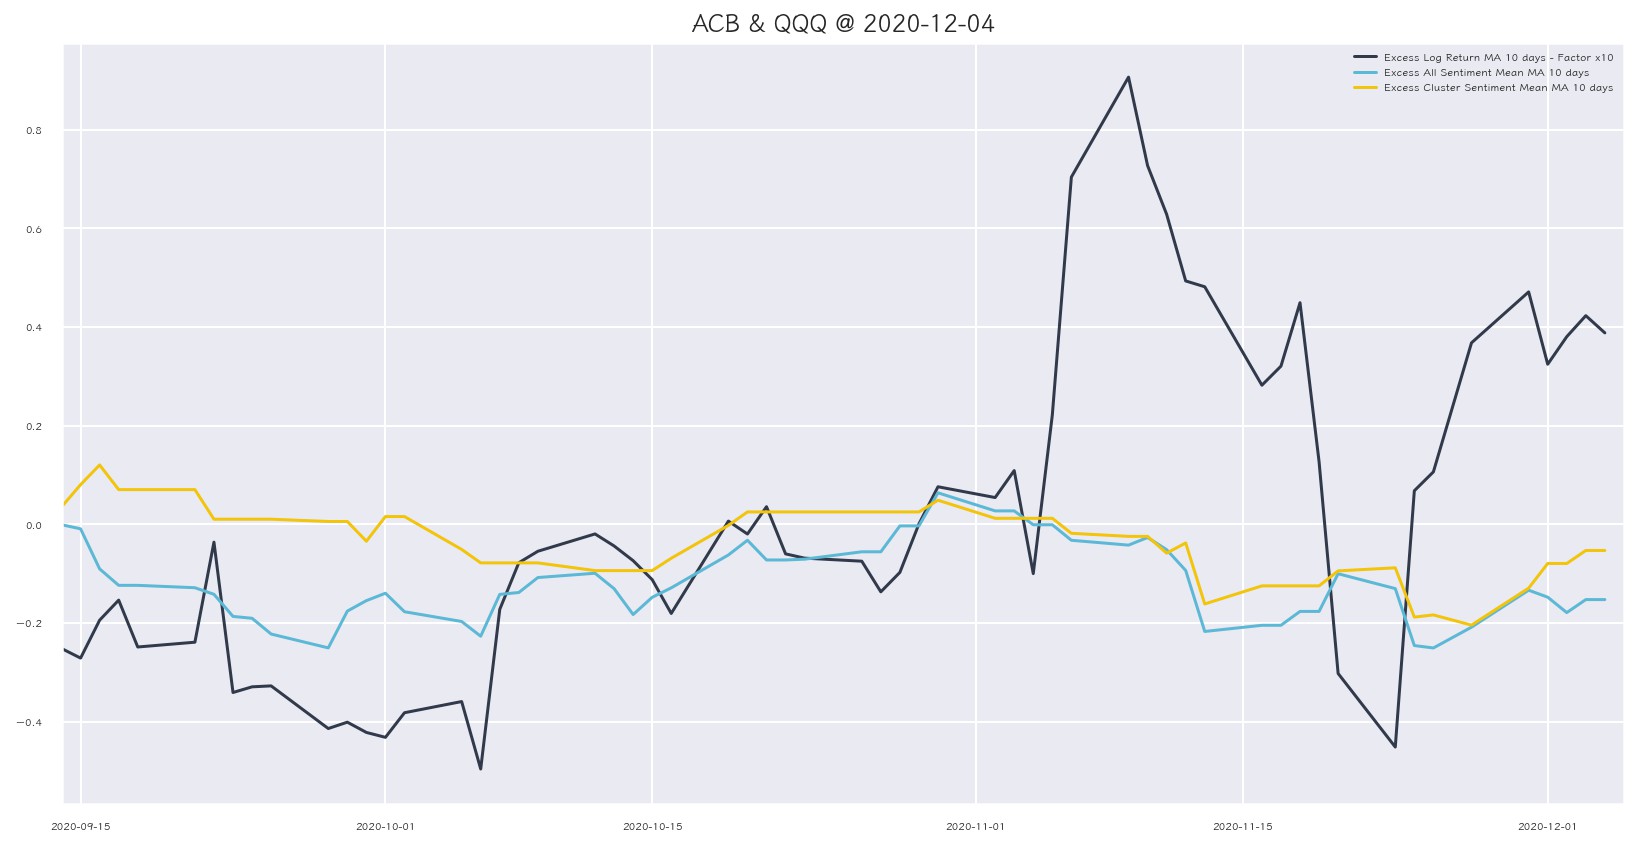 ACB & QQQ @ 2020-12-04
Excess Log Return MA 10 days - Factor x10
Excess All Sentiment Mean MA 10 days
Excess Cluster Sentiment Mean MA 10 days
0.8
0.6
0.4
0.2
0.0
−0.2
−0.4
2020-09-15 2020-10-01 2020-10-15 2020-11-01 2020-11-15 2020-12-01